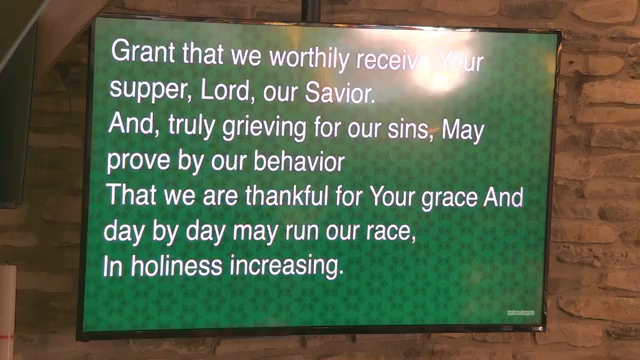 Grant that we worthily receive Your
supper, Lord, our Savior.
And, truly grieving for our sins, May
prove by our behavior
That we are thankful for Your grace And
day by day may run our race,
In holiness increasing.